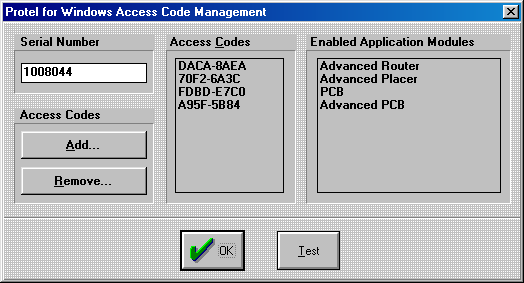 Protel for Windows Access Code Management
Serial Number
1008044
Access Codes
Add...
Remove...
Access Codes
DACA-8AEA
70F2-6A3C
FDBD-E7C0
A95F-5B84
Enabled Application Modules
Advanced Router
Advanced Placer
PCB
Advanced PCB
OK
Test